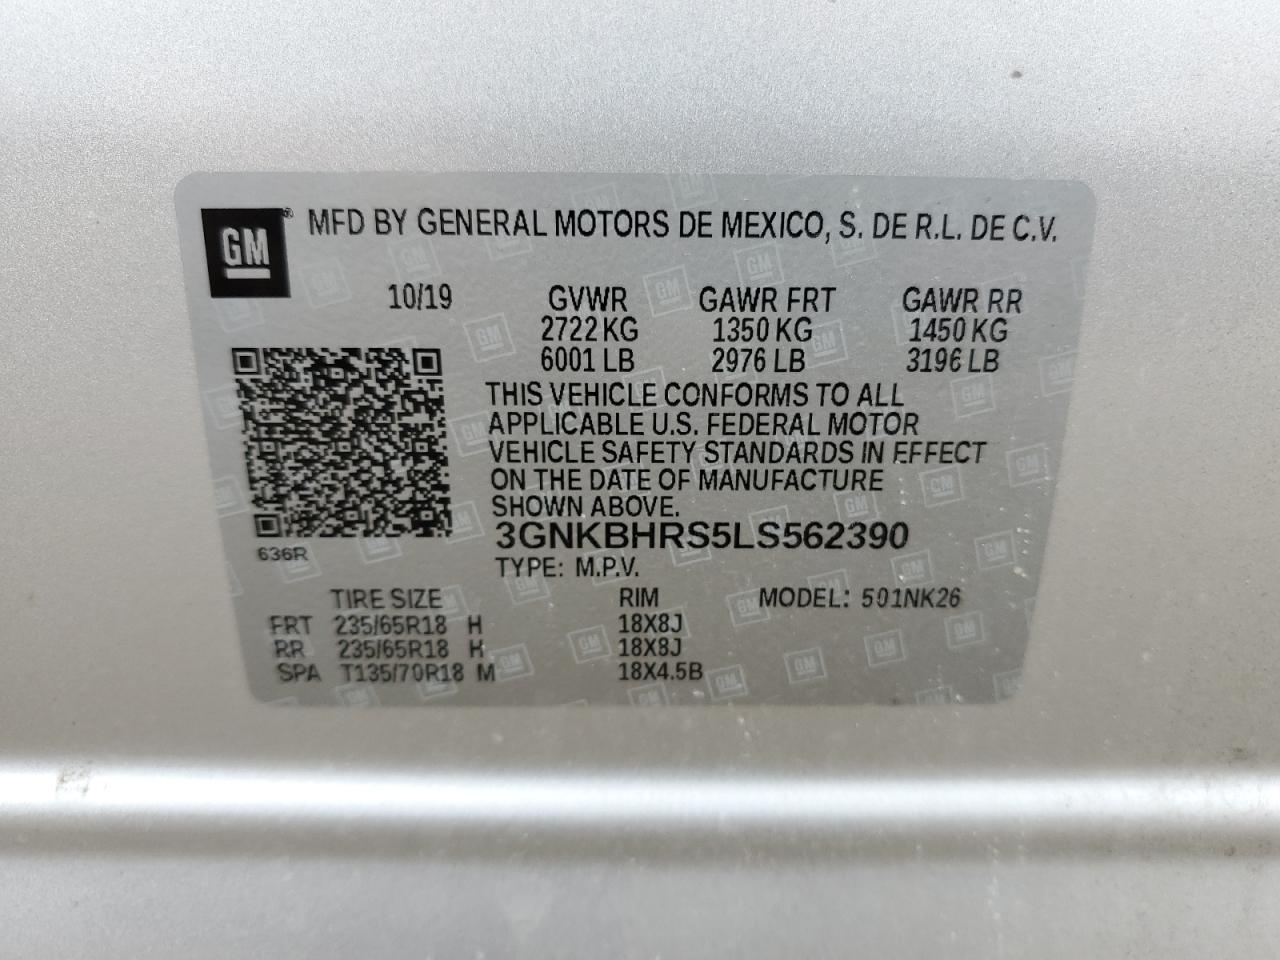 GM ® MFD BY GENERAL MOTORS DE MEXICO, S. DE R.L. DE C.V.
10/19 GVWR GAWR FRT GAWR RR
2722 KG 1350 KG 1450 KG
6001 LB 2976 LB 3196 LB
THIS VEHICLE CONFORMS TO ALL
APPLICABLE U.S. FEDERAL MOTOR
VEHICLE SAFETY STANDARDS IN EFFECT
ON THE DATE OF MANUFACTURE
SHOWN ABOVE.
3GNKBHRS5LS562390
636R
TYPE: M.P.V.
TIRE SIZE RIM MODEL: 501NK26
FRT 235/65R18 H 18X8J
RR 235/65R18 H 18X8J
SPA T135/70R18 M 18X4.5B